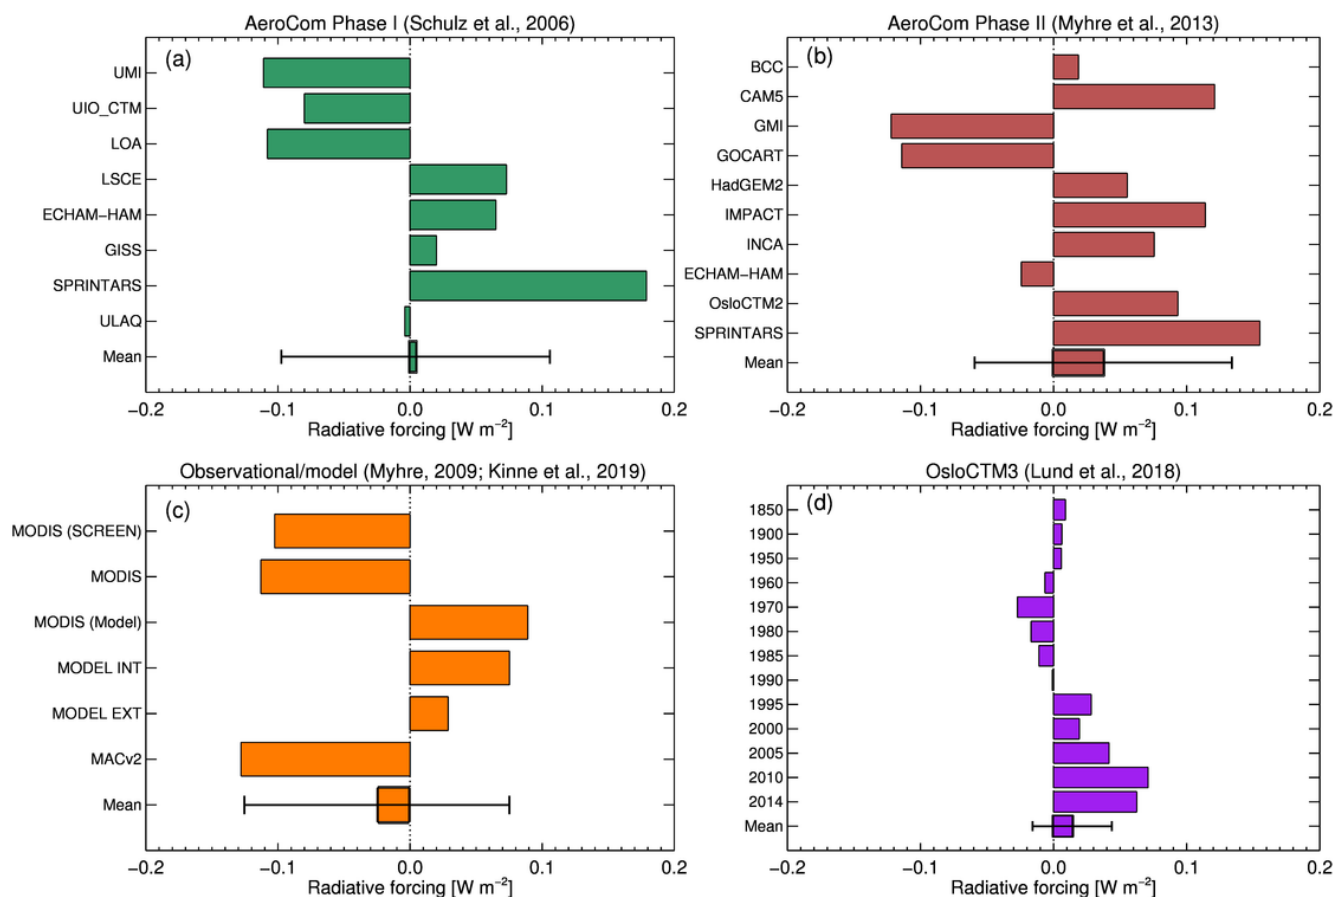 AeroCom Phase I (Schulz et al., 2006)
(a)
UMI
UIO_CTM
LOA
LSCE
ECHAM−HAM
GISS
SPRINTARS
ULAQ
Mean
−0.2 −0.1 0.0 0.1 0.2
Radiative forcing [W m⁻²]
AeroCom Phase II (Myhre et al., 2013)
(b)
BCC
CAM5
GMI
GOCART
HadGEM2
IMPACT
INCA
ECHAM−HAM
OsloCTM2
SPRINTARS
Mean
−0.2 −0.1 0.0 0.1 0.2
Radiative forcing [W m⁻²]
Observational/model (Myhre, 2009; Kinne et al., 2019)
(c)
MODIS (SCREEN)
MODIS
MODIS (Model)
MODEL INT
MODEL EXT
MACv2
Mean
−0.2 −0.1 0.0 0.1 0.2
Radiative forcing [W m⁻²]
OsloCTM3 (Lund et al., 2018)
(d)
1850
1900
1950
1960
1970
1980
1985
1990
1995
2000
2005
2010
2014
Mean
−0.2 −0.1 0.0 0.1 0.2
Radiative forcing [W m⁻²]